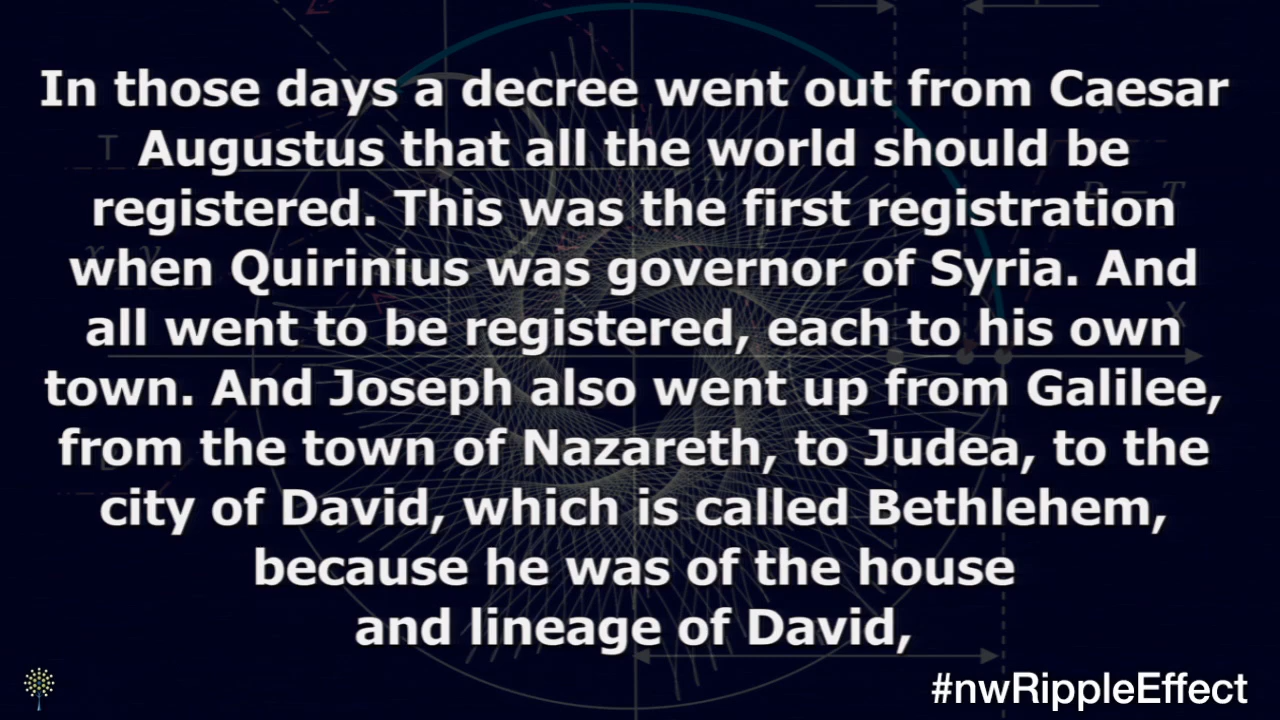 In those days a decree went out from Caesar
Augustus that all the world should be
registered. This was the first registration
when Quirinius was governor of Syria. And
all went to be registered, each to his own
town. And Joseph also went up from Galilee,
from the town of Nazareth, to Judea, to the
city of David, which is called Bethlehem,
because he was of the house
and lineage of David,
#nwRippleEffect